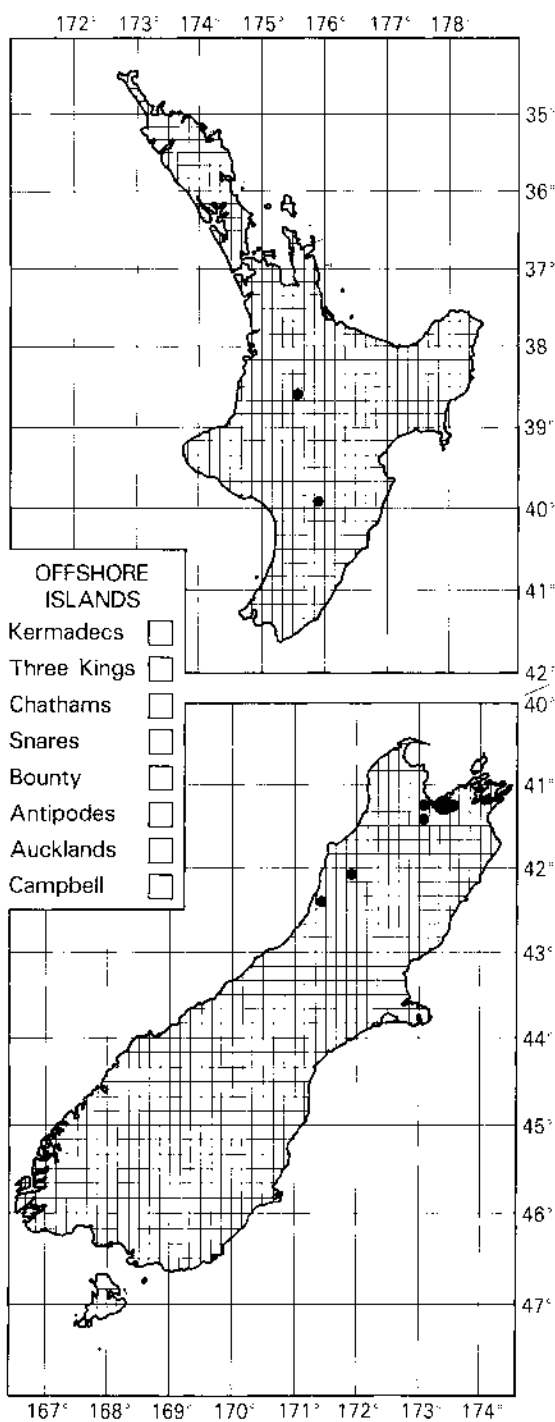 172° 173° 174° 175° 176° 177° 178°
35°
36°
37°
38°
39°
40°
41°
42°
OFFSHORE
ISLANDS
Kermadecs
Three Kings
Chathams
Snares
Bounty
Antipodes
Aucklands
Campbell
40°
41°
42°
43°
44°
45°
46°
47°
167° 168° 169° 170° 171° 172° 173° 174°